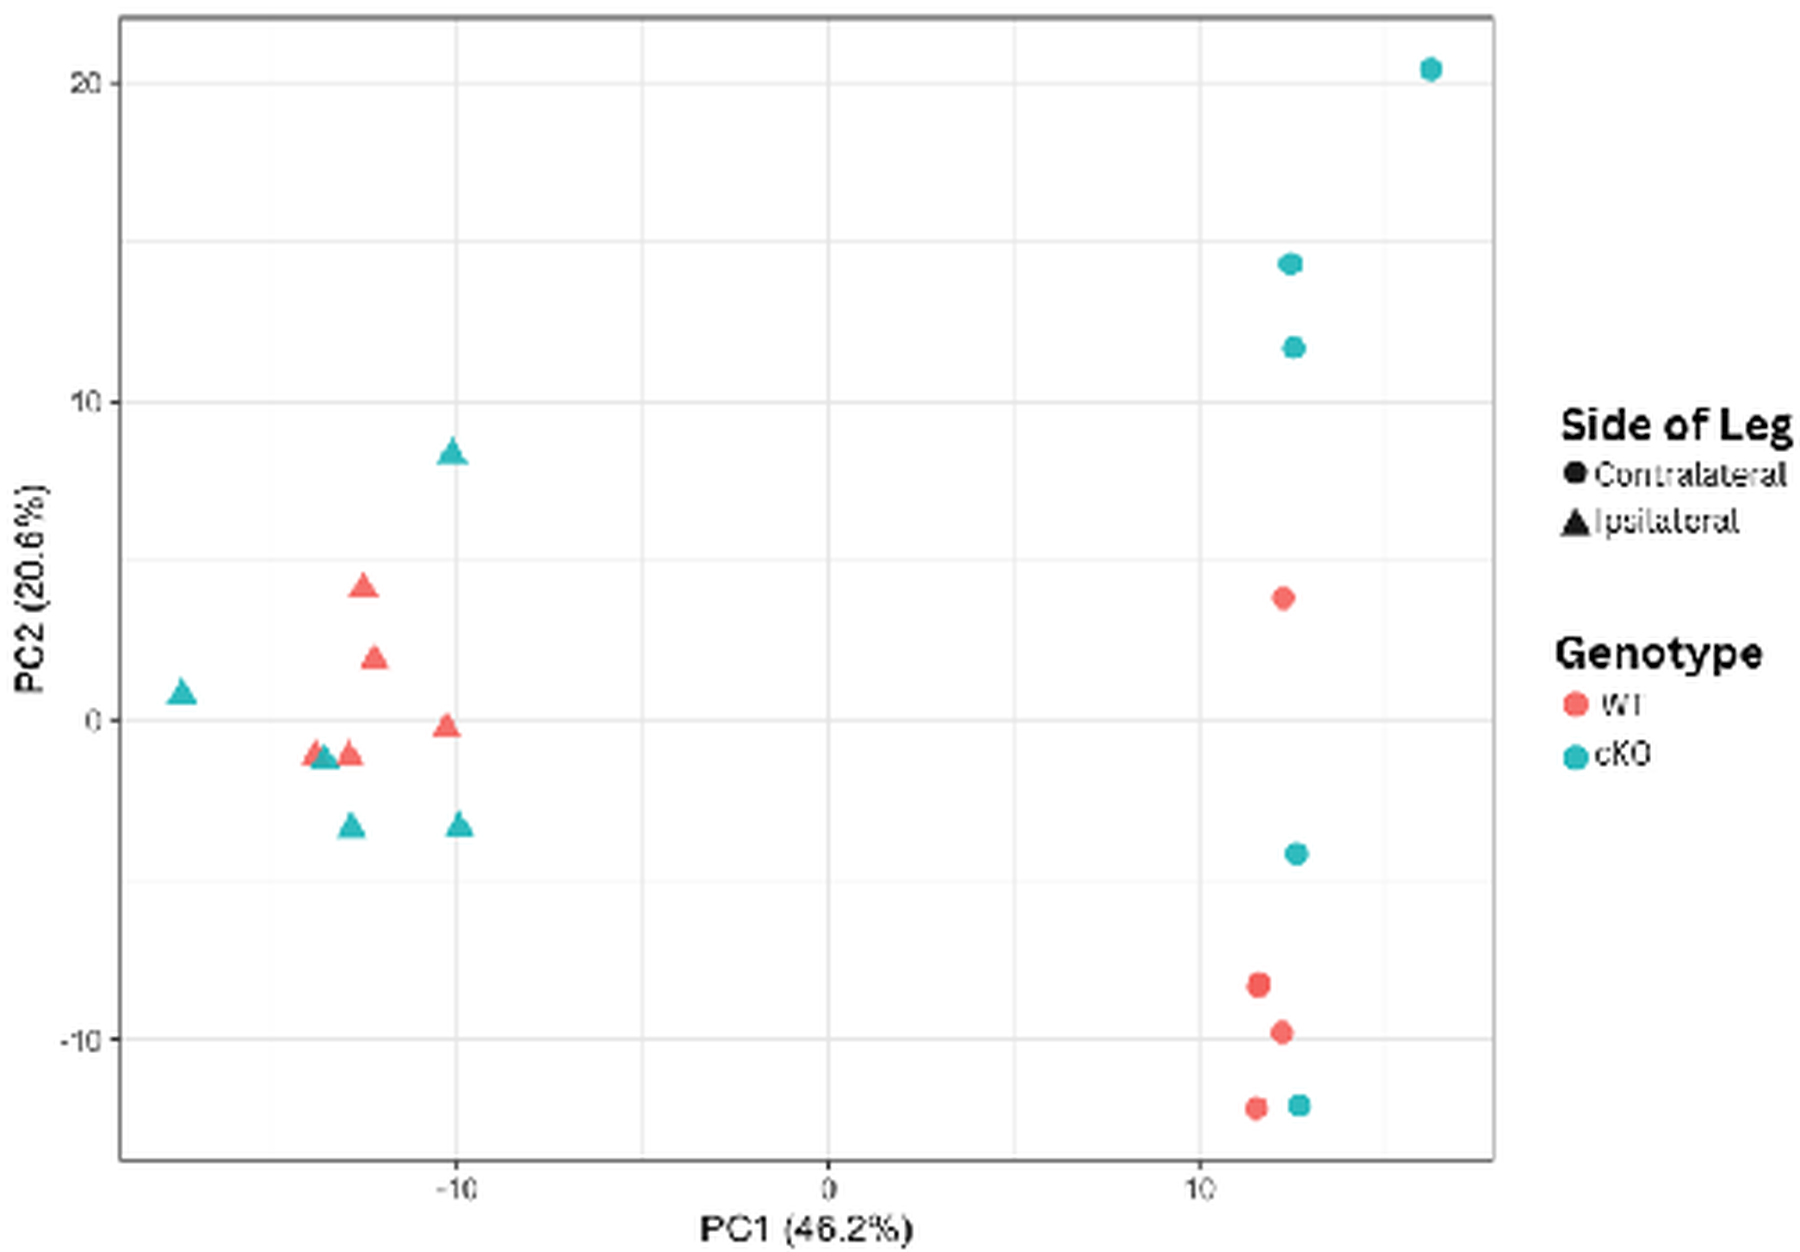 20
10
0
-10
PC2 (20.6%)
-10
0
10
PC1 (46.2%)
Side of Leg
Contralateral
Ipsilateral
Genotype
WT
cKO